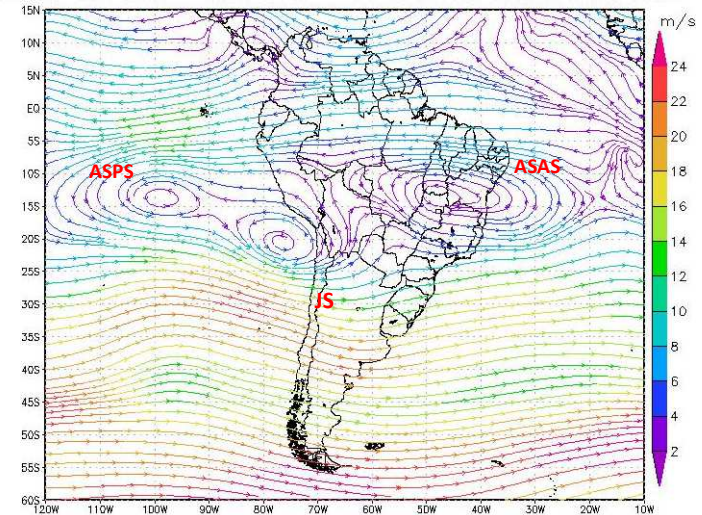 15N
m/s
10N
24
5N
22
EQ
20
5S
ASPS
ASAS
18
10S
16
15S
14
20S
12
25S
10
30S
JS
8
35S
6
40S
4
45S
2
50S
55S
60S
120W 110W 100W 90W 80W 70W 60W 50W 40W 30W 20W 10W